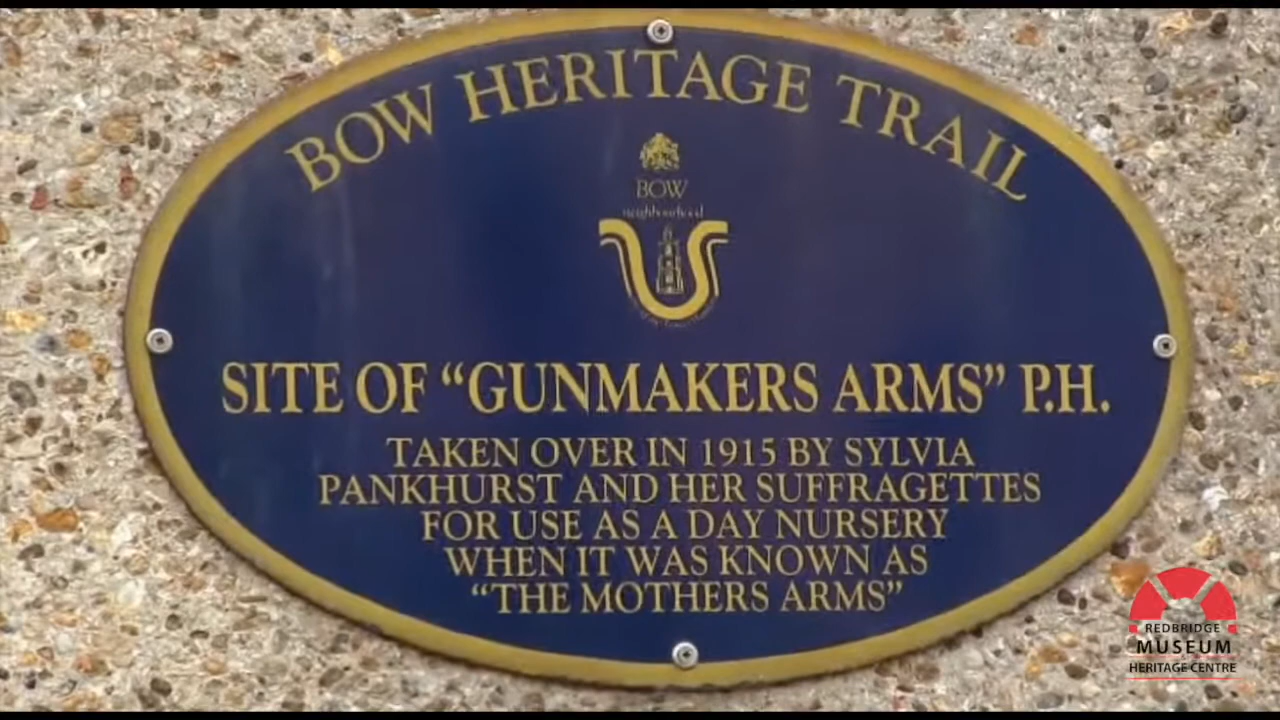 BOW HERITAGE TRAIL
BOW
neighbourhood
SITE OF “GUNMAKERS ARMS” P.H.
TAKEN OVER IN 1915 BY SYLVIA
PANKHURST AND HER SUFFRAGETTES
FOR USE AS A DAY NURSERY
WHEN IT WAS KNOWN AS
“THE MOTHERS ARMS”
REDBRIDGE
MUSEUM
HERITAGE CENTRE